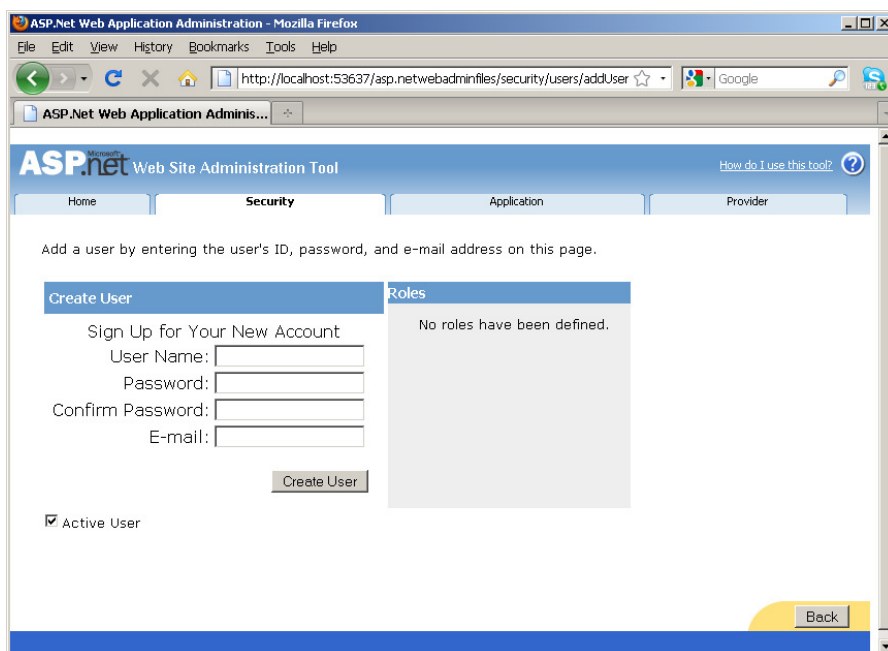 ASP.Net Web Application Administration - Mozilla Firefox
File Edit View History Bookmarks Tools Help
http://localhost:53637/asp.netwebadminfiles/security/users/addUser
Google
ASP.Net Web Application Adminis...
Microsoft
ASP.net Web Site Administration Tool
How do I use this tool? ?
Home Security Application Provider
Add a user by entering the user's ID, password, and e-mail address on this page.
Create User
Roles
Sign Up for Your New Account
No roles have been defined.
User Name:
Password:
Confirm Password:
E-mail:
Create User
Active User
Back